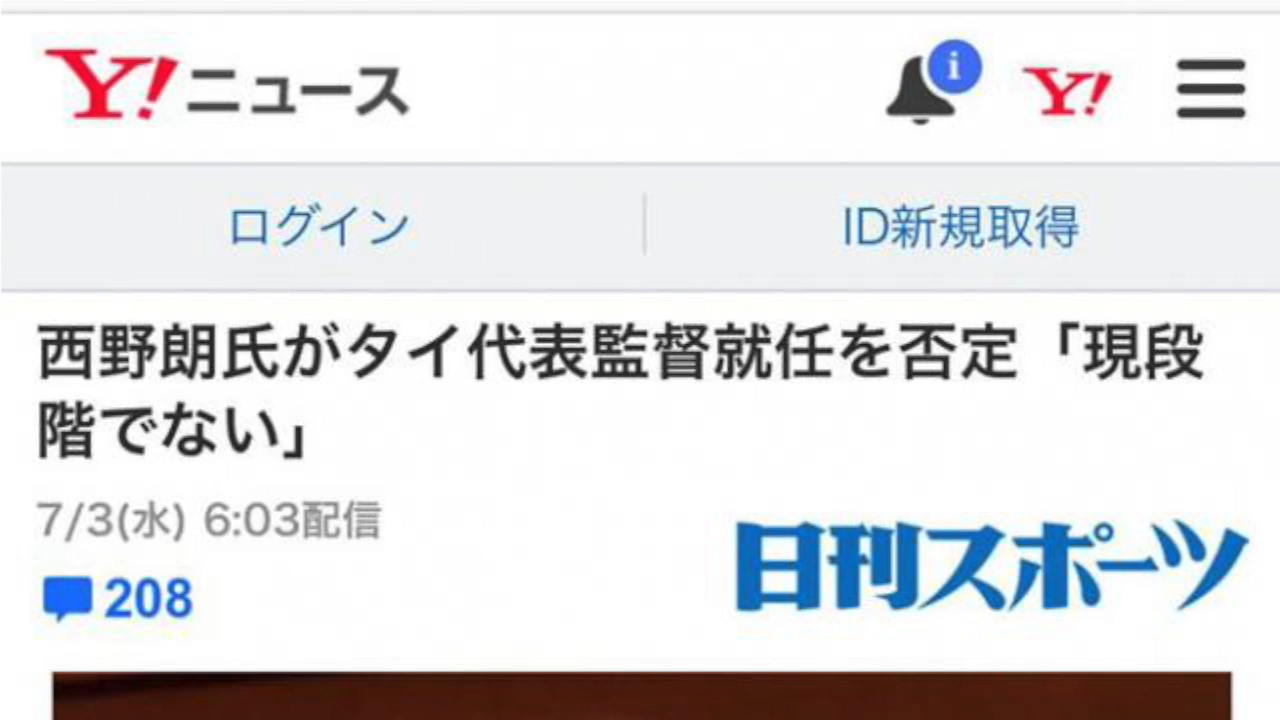 Y!ニュース
i
Y!
ログイン
ID新規取得
西野朗氏がタイ代表監督就任を否定「現段
階でない」
7/3(水) 6:03配信
208
日刊スポーツ